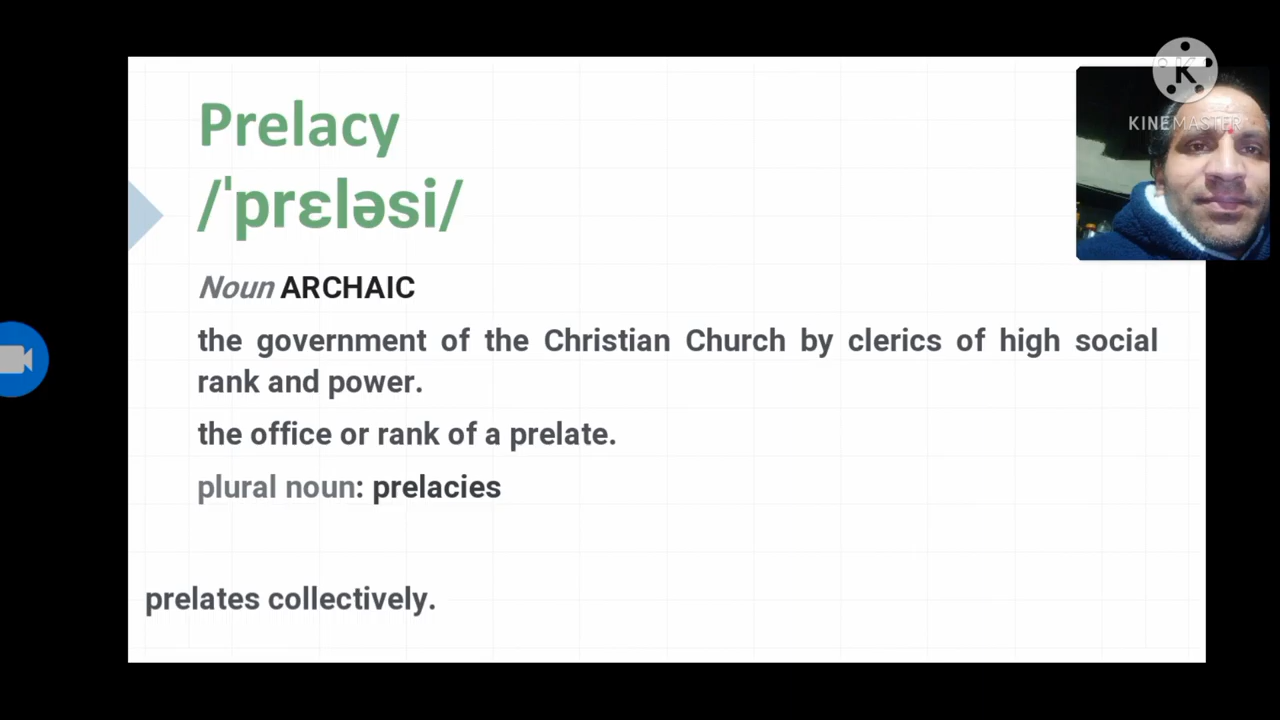 Prelacy
/ˈprɛləsi/
Noun ARCHAIC
the government of the Christian Church by clerics of high social
rank and power.
the office or rank of a prelate.
plural noun: prelacies
prelates collectively.
K
KINEMASTER